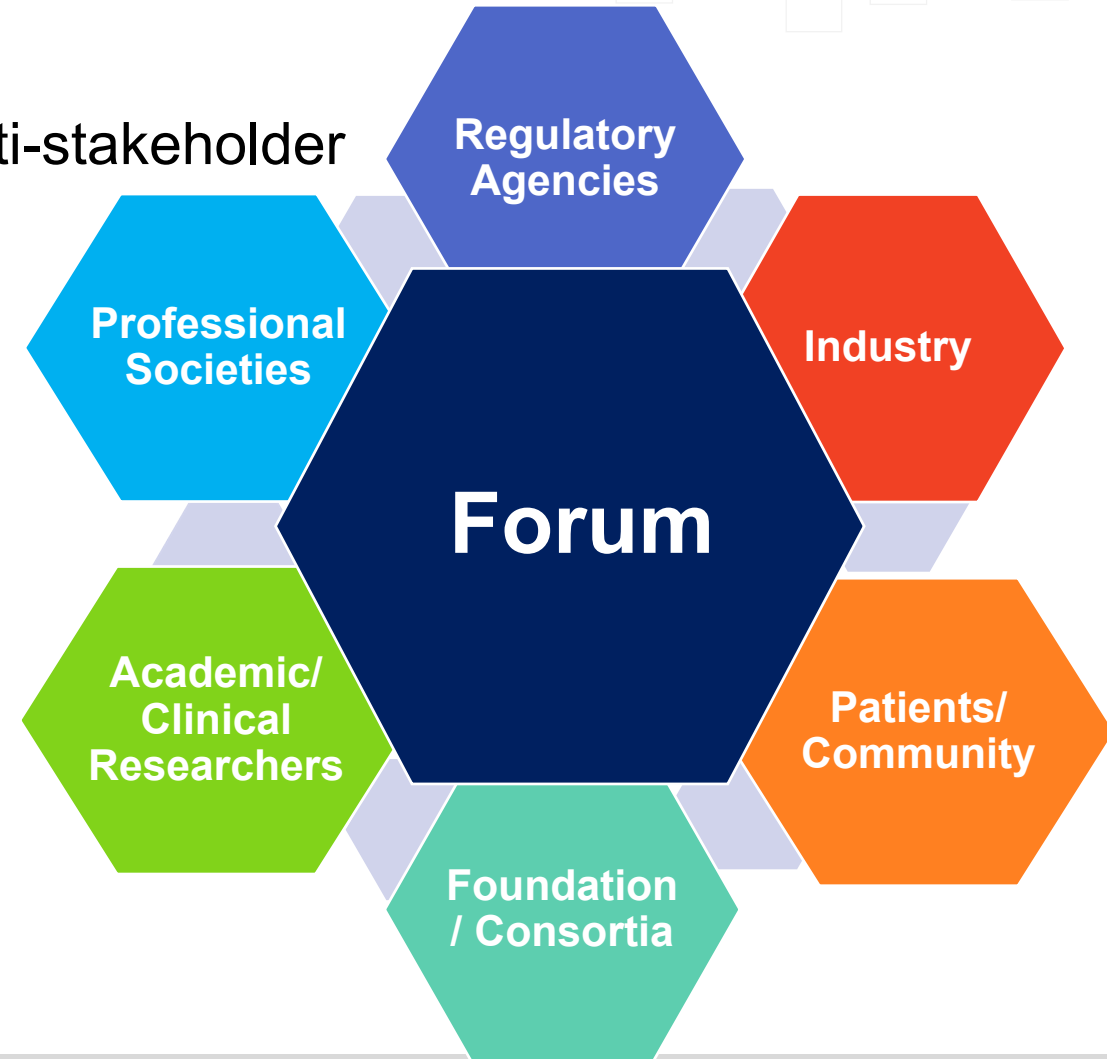 ti-stakeholder
Regulatory
Agencies
Professional
Societies
Industry
Forum
Academic/
Clinical
Researchers
Patients/
Community
Foundation
/ Consortia